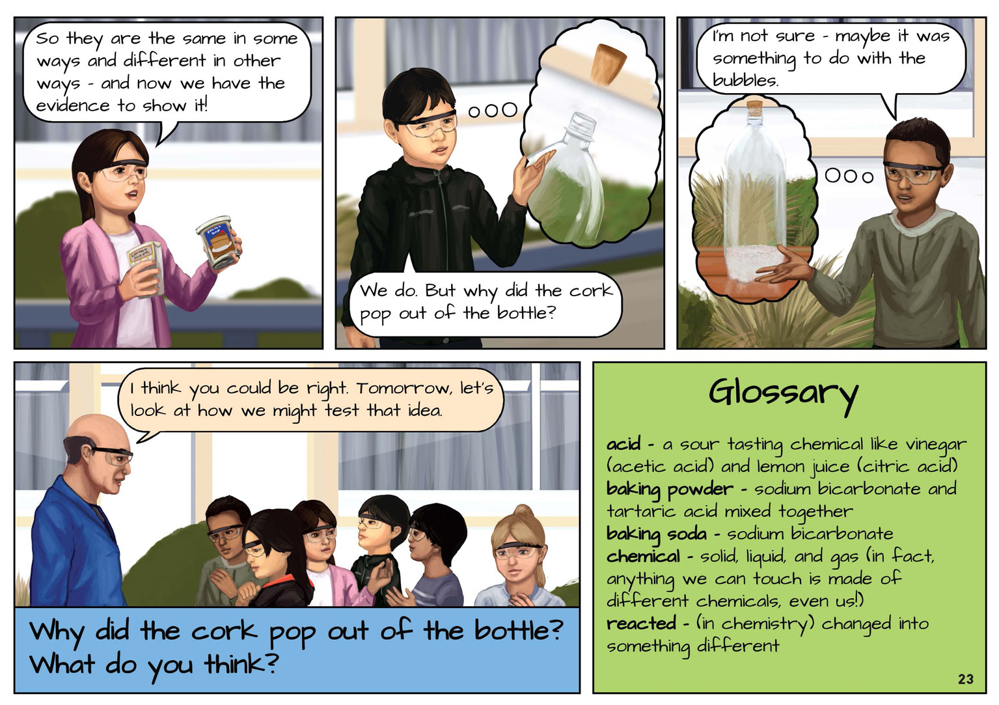 So they are the same in some
ways and different in other
ways - and now we have the
evidence to show it!
We do. But why did the cork
pop out of the bottle?
I'm not sure - maybe it was
something to do with the
bubbles.
I think you could be right. Tomorrow, let's
look at how we might test that idea.
Why did the cork pop out of the bottle?
What do you think?
Glossary
acid - a sour tasting chemical like vinegar
(acetic acid) and lemon juice (citric acid)
baking powder - sodium bicarbonate and
tartaric acid mixed together
baking soda - sodium bicarbonate
chemical - solid, liquid, and gas (in fact,
anything we can touch is made of
different chemicals, even us!)
reacted - (in chemistry) changed into
something different
23